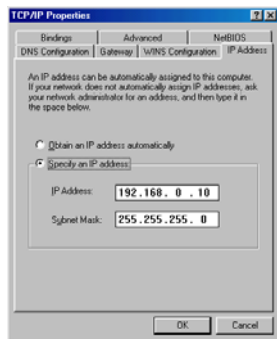 TCP/IP Properties
Bindings Advanced NetBIOS
DNS Configuration Gateway WINS Configuration IP Address
An IP address can be automatically assigned to this computer.
If your network does not automatically assign IP addresses, ask
your network administrator for an address, and then type it in
the space below.
Obtain an IP address automatically
Specify an IP address:
IP Address: 192.168. 0 .10
Subnet Mask: 255.255.255. 0
OK Cancel